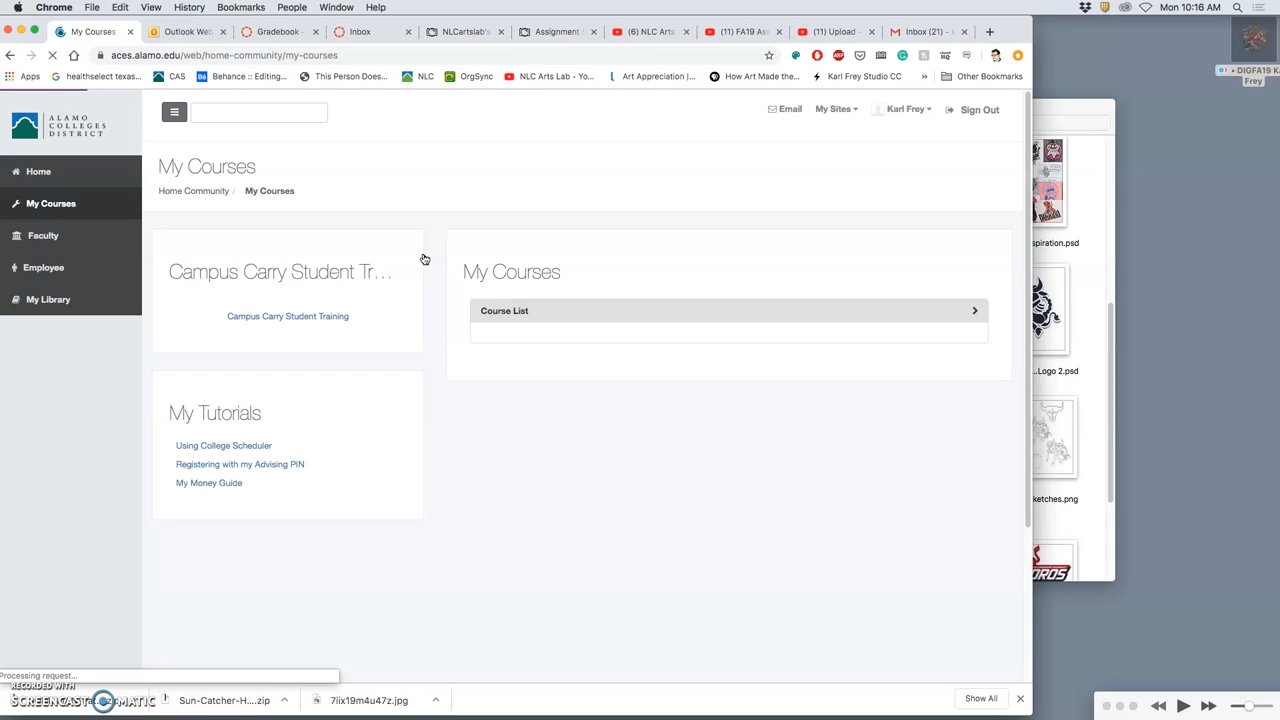 Chrome File Edit View History Bookmarks People Window Help Mon 10:16 AM
My Courses Outlook Web Gradebook - Inbox NLCartslab's Assignment (6) NLC Arts (11) FA19 Ass (11) Upload - Inbox (21) -
aces.alamo.edu/web/home-community/my-courses
Apps healthselect texas... CAS Behance :: Editing... This Person Does... NLC OrgSync NLC Arts Lab - Yo... Art Appreciation |... How Art Made the... Karl Frey Studio CC » Other Bookmarks
DIGFA19 Ka
Frey
ALAMO
COLLEGES
DISTRICT
Email My Sites Karl Frey Sign Out
Home
My Courses
Faculty
Employee
My Library
My Courses
Home Community / My Courses
Campus Carry Student Tr...
Campus Carry Student Training
My Courses
Course List
My Tutorials
Using College Scheduler
Registering with my Advising PIN
My Money Guide
spiration.psd
...Logo 2.psd
ketches.png
OROS
Processing request...
RECORDED WITH
SCREENCAST MATIC
Sun-Catcher-H....zip
7iix19m4u47z.jpg
Show All